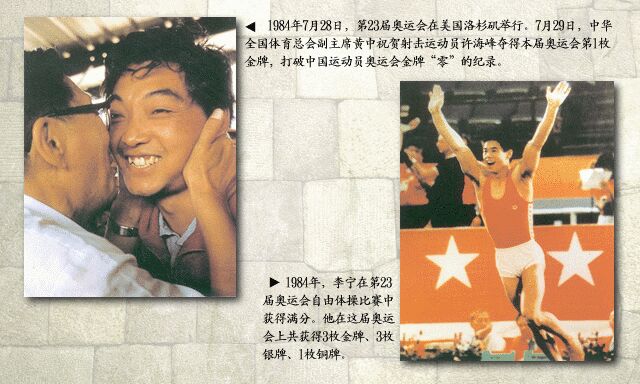 ◀ 1984年7月28日，第23届奥运会在美国洛杉矶举行。7月29日，中华
全国体育总会副主席黄中祝贺射击运动员许海峰夺得本届奥运会第1枚
金牌，打破中国运动员奥运会金牌“零”的纪录。
▶ 1984年，李宁在第23
届奥运会自由体操比赛中
获得满分。他在这届奥运
会上共获得3枚金牌、3枚
银牌、1枚铜牌。